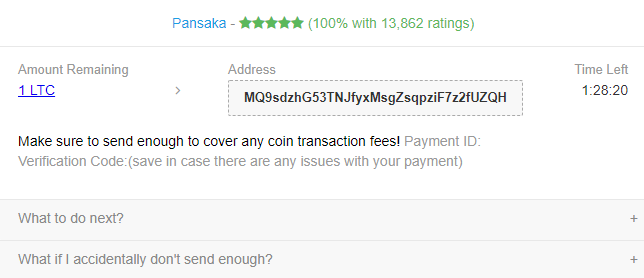 Pansaka - ★★★★★ (100% with 13,862 ratings)
Amount Remaining
Address
Time Left
1 LTC
MQ9sdzhG53TNJfyxMsgZsqpziF7z2fUZQH
1:28:20
Make sure to send enough to cover any coin transaction fees! Payment ID:
Verification Code:(save in case there are any issues with your payment)
What to do next?
+
What if I accidentally don't send enough?
+